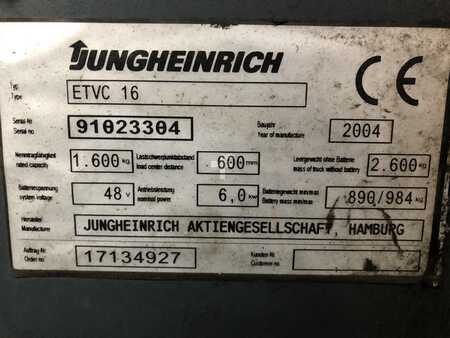 JUNGHEINRICH
CE
Typ
Type
ETVC 16
Serial-Nr
Serial no
91023304
Baujahr
Year of manufacture
2004
Nenntragfähigkeit
rated capacity
1.600 kg
Lastschwerpunktabstand
load center distance
600 mm
Leergewicht ohne Batterie
mass of truck without battery
2.600 kg
Batteriespannung
system voltage
48 V
Antriebsleistung
nominal power
6,0 kW
Batteriegewicht min/max
Battery mass min/max
890/984 kg
Hersteller
Manufacturer
JUNGHEINRICH AKTIENGESELLSCHAFT, HAMBURG
Auftrag-Nr
Order no
17134927
Kunden-Nr
Customer no